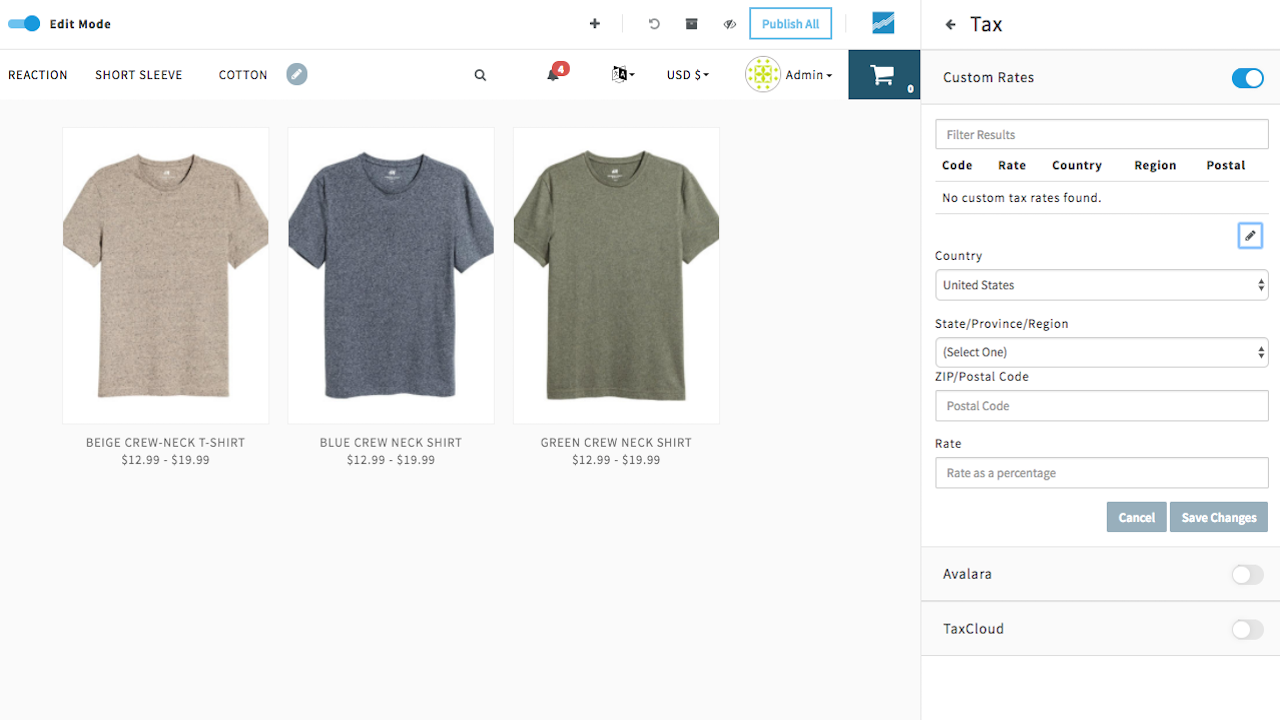 Edit Mode
Publish All
REACTION SHORT SLEEVE COTTON
4
USD $
Admin
0
BEIGE CREW-NECK T-SHIRT
$12.99 - $19.99
BLUE CREW NECK SHIRT
$12.99 - $19.99
GREEN CREW NECK SHIRT
$12.99 - $19.99
Tax
Custom Rates
Filter Results
Code Rate Country Region Postal
No custom tax rates found.
Country
United States
State/Province/Region
(Select One)
ZIP/Postal Code
Postal Code
Rate
Rate as a percentage
Cancel Save Changes
Avalara
TaxCloud